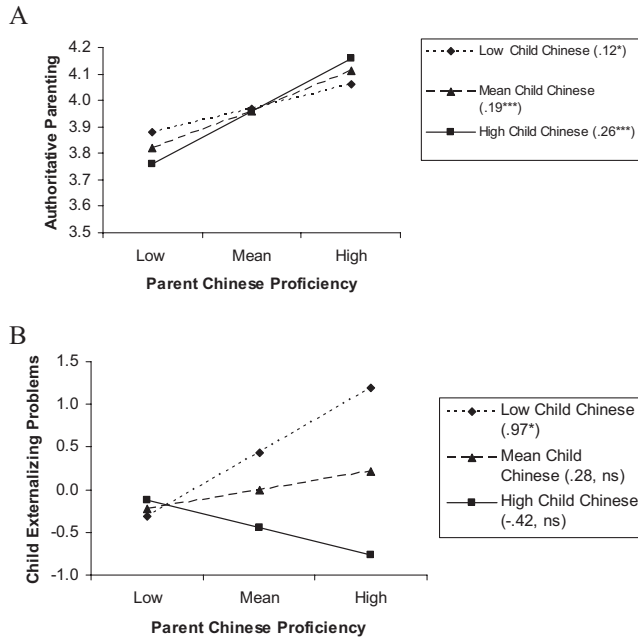 A
Authoritative Parenting
4.2
4.1
4.0
3.9
3.8
3.7
3.6
3.5
Low
Mean
High
Parent Chinese Proficiency
Low Child Chinese (.12*)
Mean Child Chinese
(.19***)
High Child Chinese (.26***)
B
Child Externalizing Problems
1.5
1.0
0.5
0.0
-0.5
-1.0
Low
Mean
High
Parent Chinese Proficiency
Low Child Chinese
(.97*)
Mean Child
Chinese (.28, ns)
High Child Chinese
(-.42, ns)